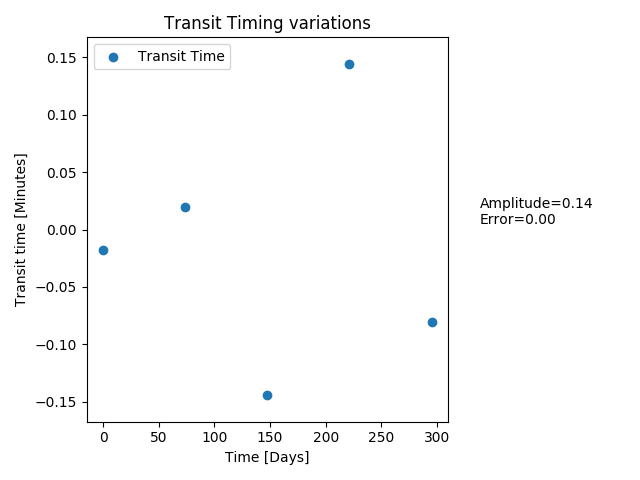 Transit Timing variations
Transit Time
0.15
0.10
0.05
0.00
−0.05
−0.10
−0.15
Transit time [Minutes]
Amplitude=0.14
Error=0.00
0 50 100 150 200 250 300
Time [Days]